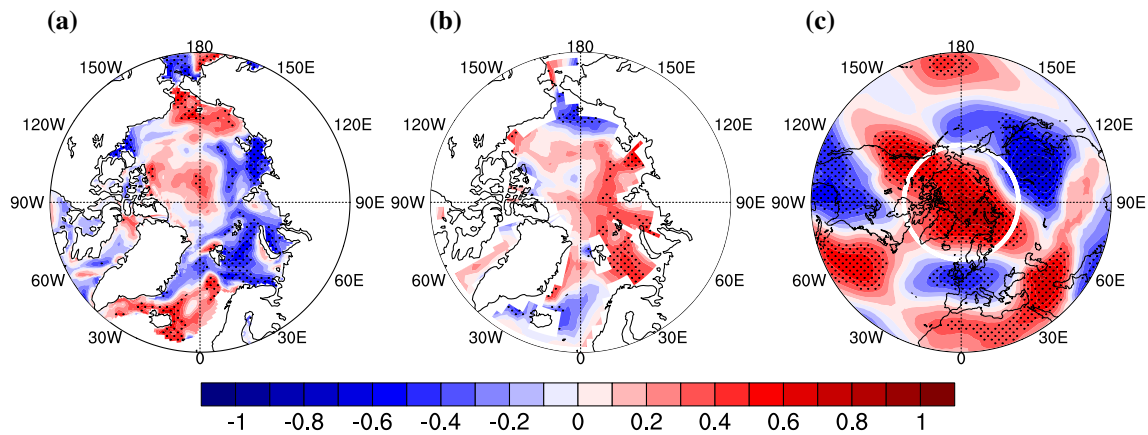 (a) (b) (c)
180 180 180
150W 150E 150W 150E 150W 150E
120W 120E 120W 120E 120W 120E
90W 90E 90W 90E 90W 90E
60W 60E 60W 60E 60W 60E
30W 30E 30W 30E 30W 30E
0 0 0
-1 -0.8 -0.6 -0.4 -0.2 0 0.2 0.4 0.6 0.8 1